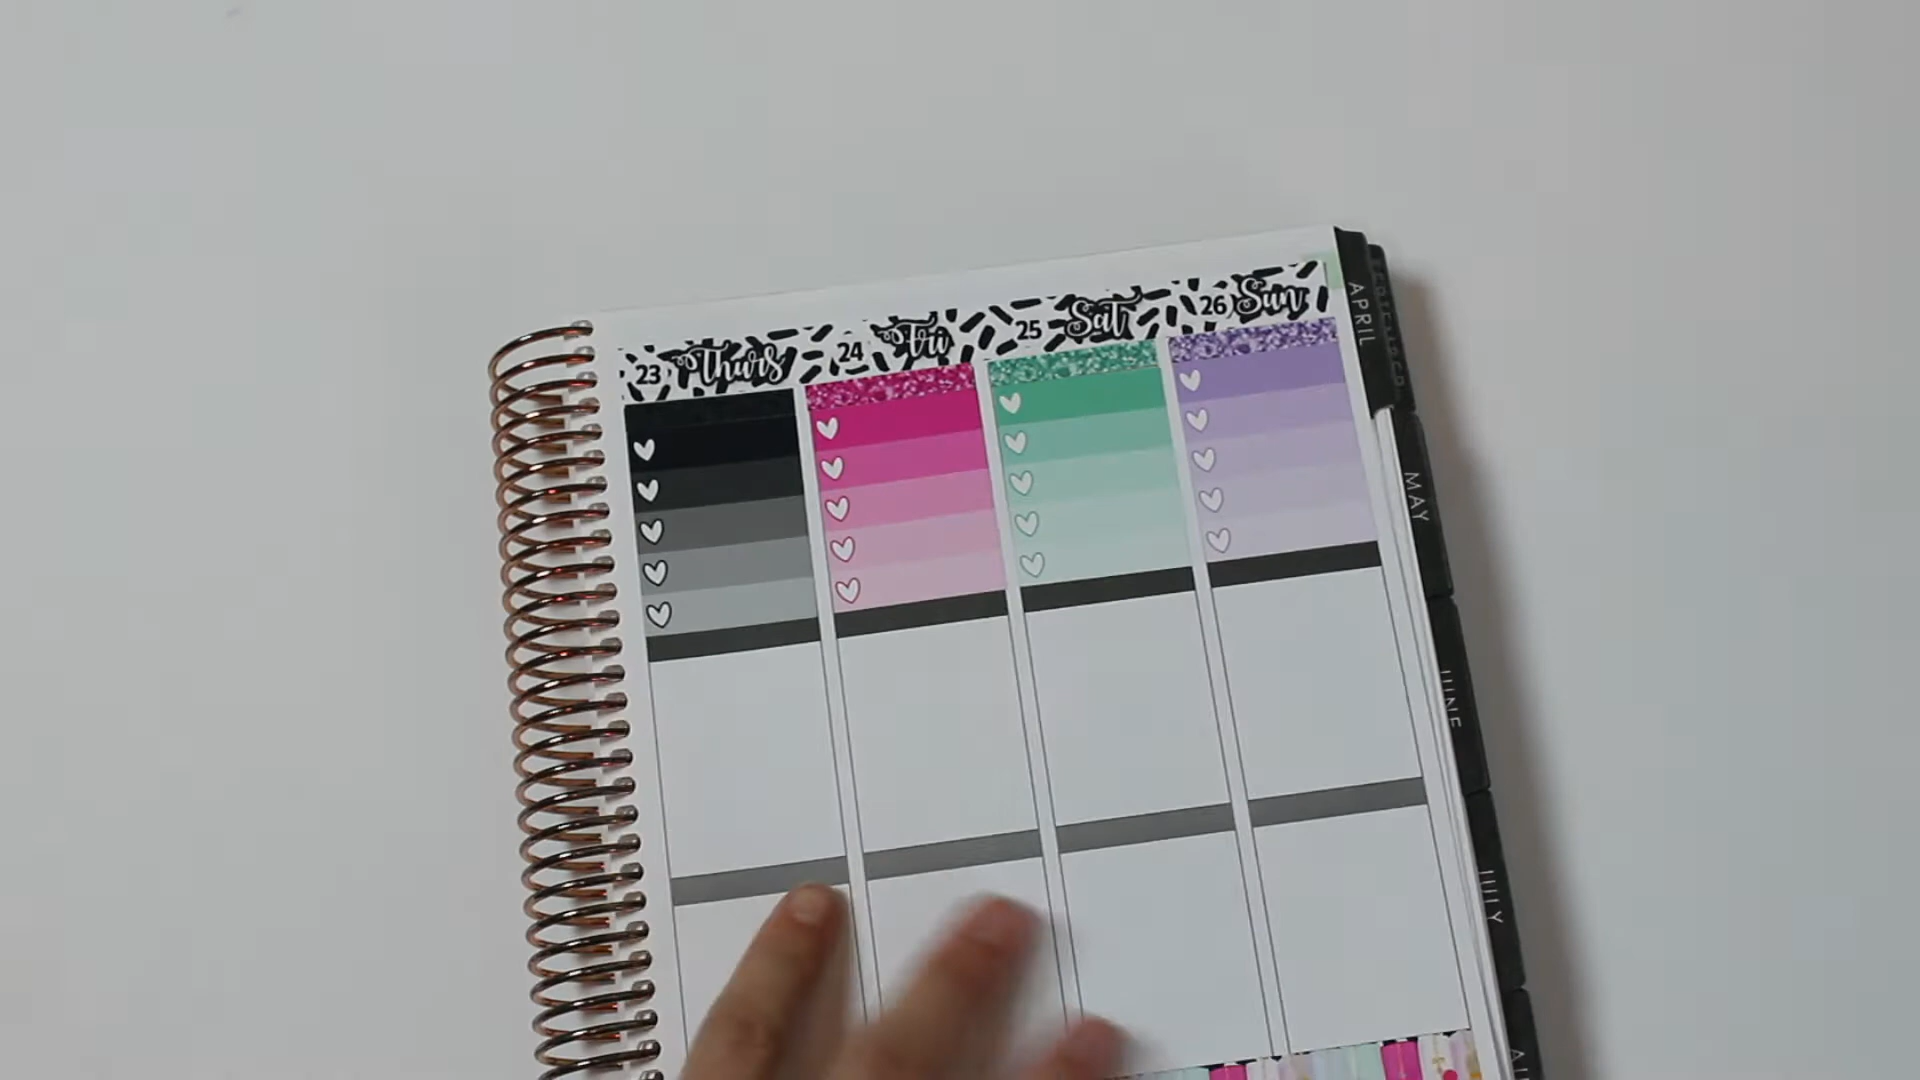 23 Thurs
24 Fri
25 Sat
26 Sun
APRIL
MAY
JUNE
JULY